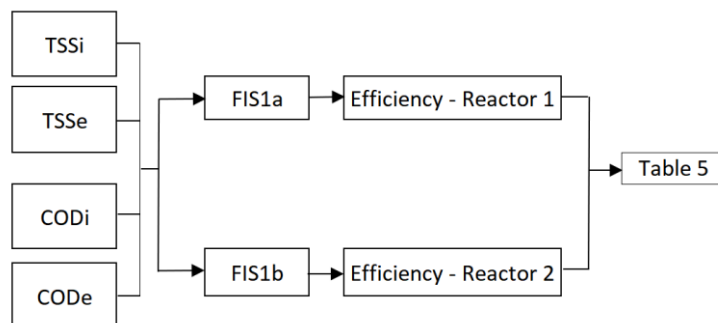 TSSi
TSSe
CODi
CODe
FIS1a
Efficiency - Reactor 1
FIS1b
Efficiency - Reactor 2
Table 5